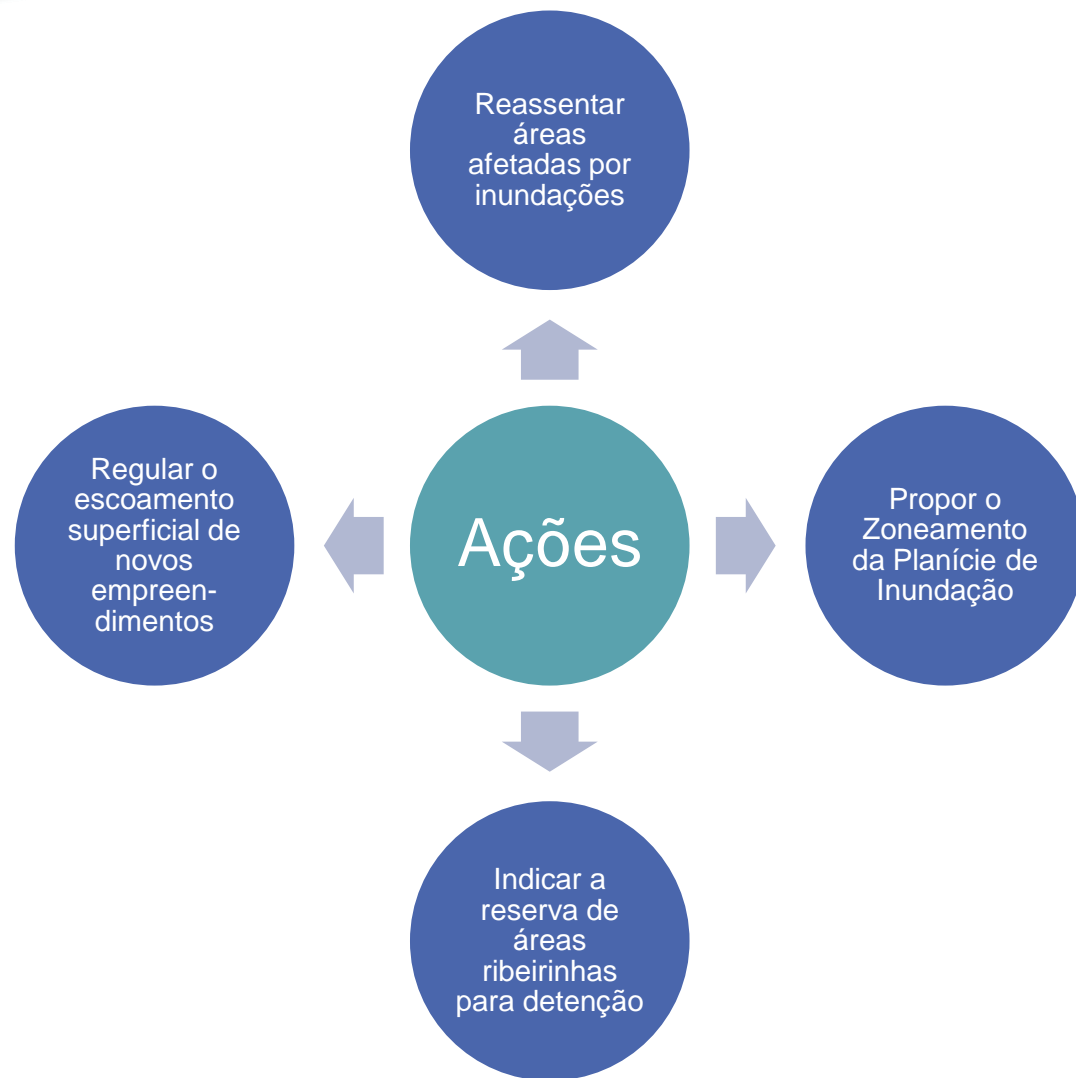 Reassentar
áreas
afetadas por
inundações
Regular o
escoamento
superficial de
novos
empreen-
dimentos
Ações
Propor o
Zoneamento
da Planície de
Inundação
Indicar a
reserva de
áreas
ribeirinhas
para detenção